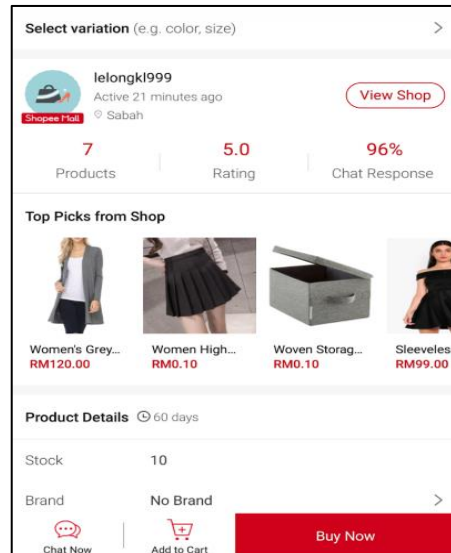 Select variation (e.g. color, size)
lelongkl999
Active 21 minutes ago
Sabah
Shopee Mall
View Shop
7 5.0 96%
Products Rating Chat Response
Top Picks from Shop
Women's Grey... Women High... Woven Storag... Sleeveles
RM120.00 RM0.10 RM0.10 RM99.00
Product Details 60 days
Stock 10
Brand No Brand
Chat Now Add to Cart Buy Now